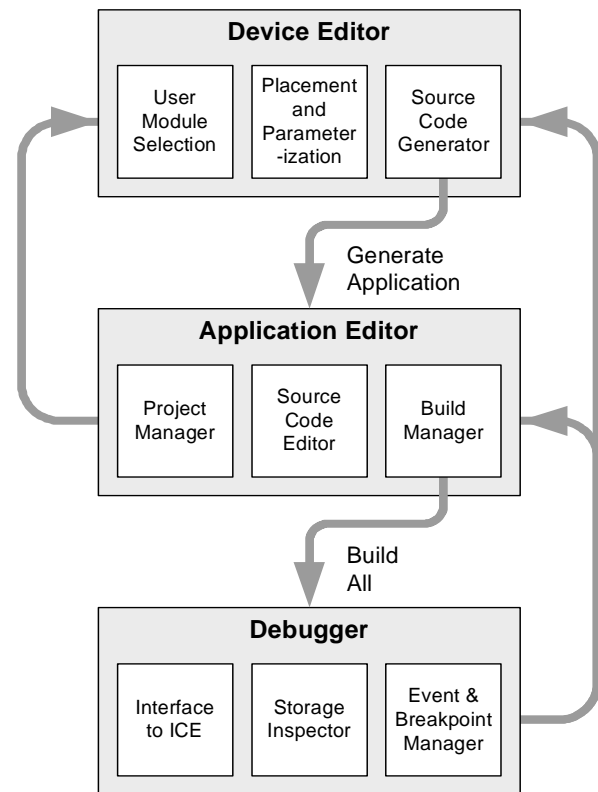 Device Editor
User
Module
Selection
Placement
and
Parameter
-ization
Source
Code
Generator
Generate
Application
Application Editor
Project
Manager
Source
Code
Editor
Build
Manager
Build
All
Debugger
Interface
to ICE
Storage
Inspector
Event &
Breakpoint
Manager